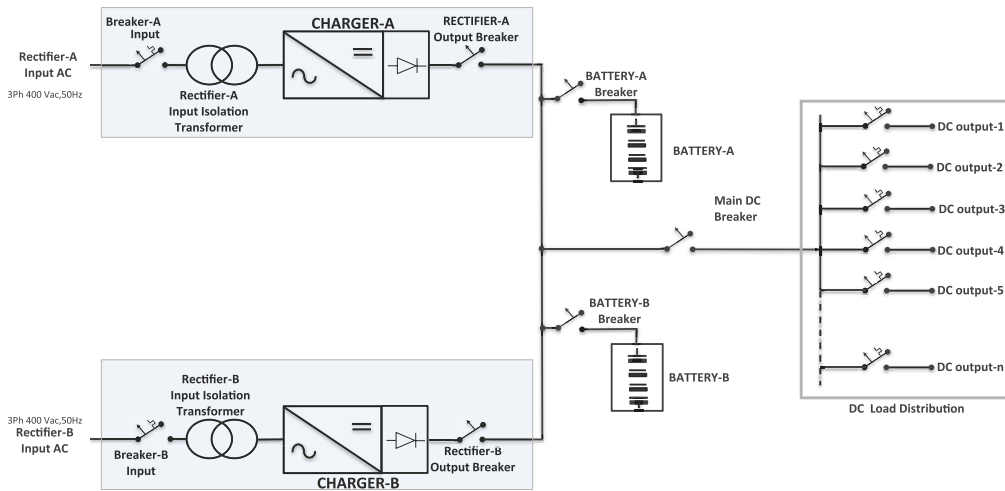 Breaker-A
Input
CHARGER-A
RECTIFIER-A
Output Breaker
Rectifier-A
Input AC
3Ph 400 Vac,50Hz
Rectifier-A
Input Isolation
Transformer
BATTERY-A
Breaker
BATTERY-A
Main DC
Breaker
DC output-1
DC output-2
DC output-3
DC output-4
DC output-5
DC output-n
DC Load Distribution
BATTERY-B
Breaker
BATTERY-B
Rectifier-B
Input Isolation
Transformer
3Ph 400 Vac,50Hz
Rectifier-B
Input AC
Breaker-B
Input
CHARGER-B
Rectifier-B
Output Breaker